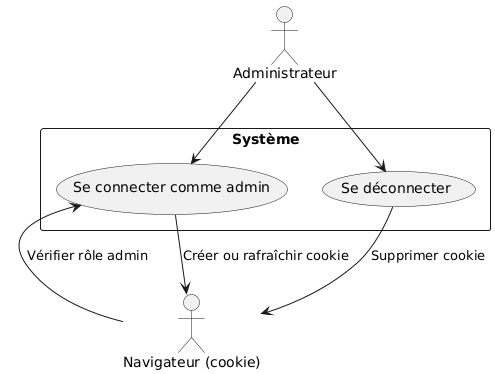 Administrateur
Système
Se connecter comme admin
Se déconnecter
Vérifier rôle admin
Créer ou rafraîchir cookie
Supprimer cookie
Navigateur (cookie)